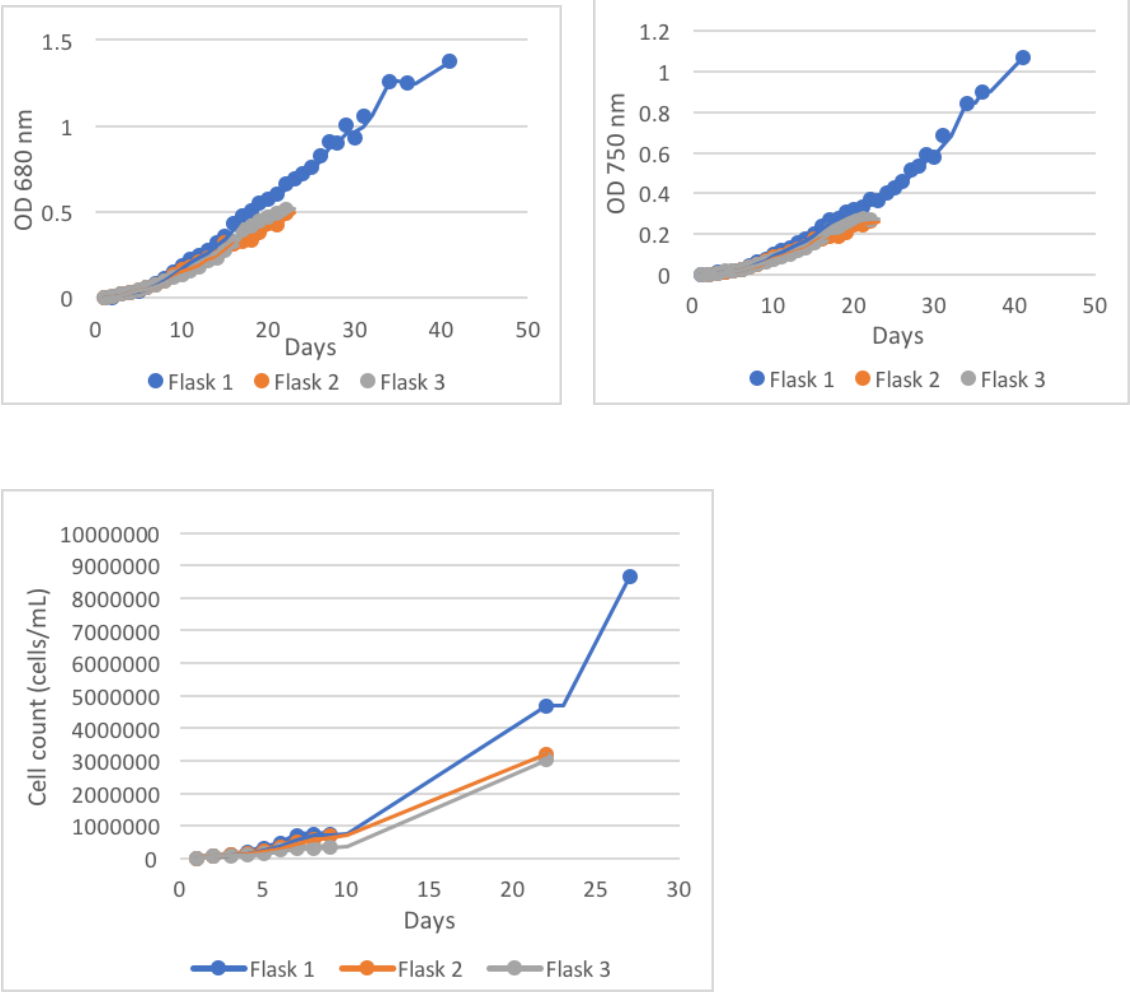 1.5
1
0.5
0
OD 680 nm
0 10 20 30 40 50
Days
Flask 1 Flask 2 Flask 3
1.2
1
0.8
0.6
0.4
0.2
0
OD 750 nm
0 10 20 30 40 50
Days
Flask 1 Flask 2 Flask 3
10000000
9000000
8000000
7000000
6000000
5000000
4000000
3000000
2000000
1000000
0
Cell count (cells/mL)
0 5 10 15 20 25 30
Days
Flask 1 Flask 2 Flask 3